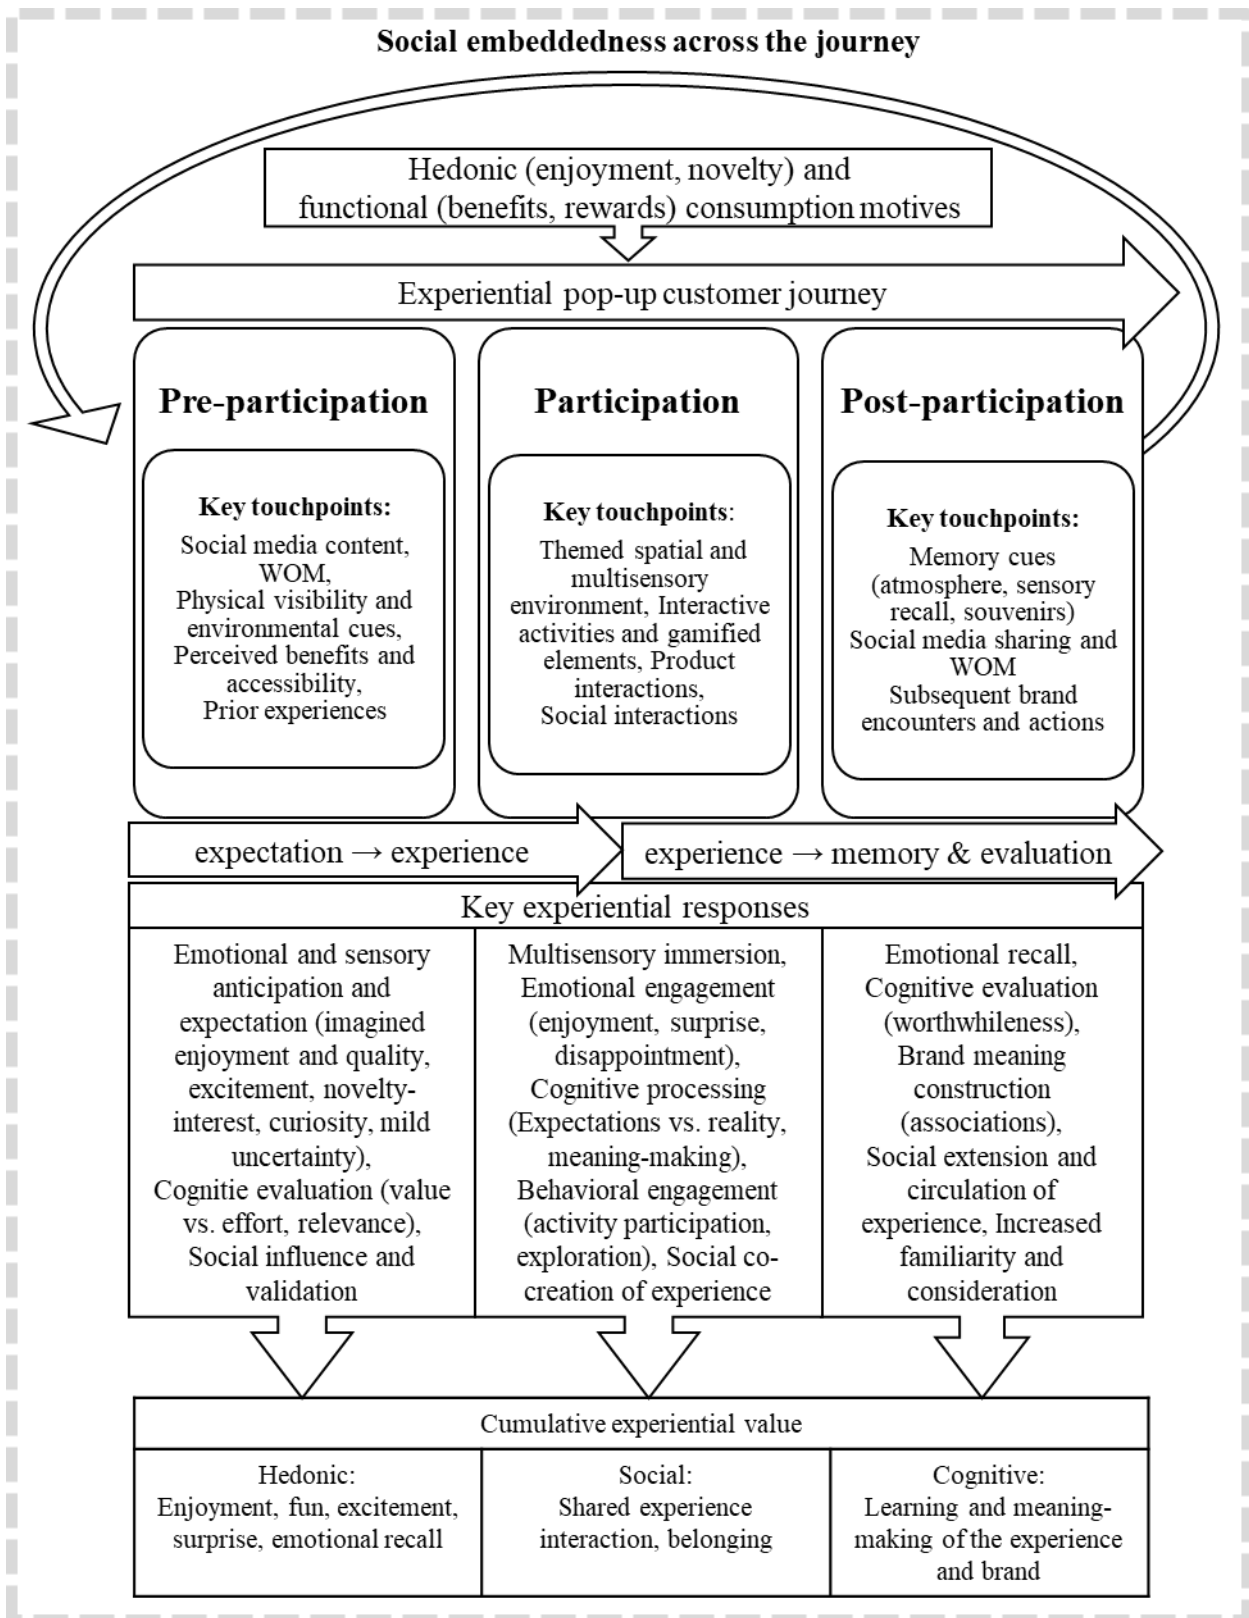 Social embeddedness across the journey
Hedonic (enjoyment, novelty) and
functional (benefits, rewards) consumption motives
Experiential pop-up customer journey
Pre-participation
Key touchpoints:
Social media content,
WOM,
Physical visibility and
environmental cues,
Perceived benefits and
accessibility,
Prior experiences
Participation
Key touchpoints:
Themed spatial and
multisensory
environment, Interactive
activities and gamified
elements, Product
interactions,
Social interactions
Post-participation
Key touchpoints:
Memory cues
(atmosphere, sensory
recall, souvenirs)
Social media sharing and
WOM
Subsequent brand
encounters and actions
expectation → experience
experience → memory & evaluation
Key experiential responses
Emotional and sensory
anticipation and
expectation (imagined
enjoyment and quality,
excitement, novelty-
interest, curiosity, mild
uncertainty),
Cognitie evaluation (value
vs. effort, relevance),
Social influence and
validation
Multisensory immersion,
Emotional engagement
(enjoyment, surprise,
disappointment),
Cognitive processing
(Expectations vs. reality,
meaning-making),
Behavioral engagement
(activity participation,
exploration), Social co-
creation of experience
Emotional recall,
Cognitive evaluation
(worthwhileness),
Brand meaning
construction
(associations),
Social extension and
circulation of
experience, Increased
familiarity and
consideration
Cumulative experiential value
Hedonic:
Enjoyment, fun, excitement,
surprise, emotional recall
Social:
Shared experience
interaction, belonging
Cognitive:
Learning and meaning-
making of the experience
and brand